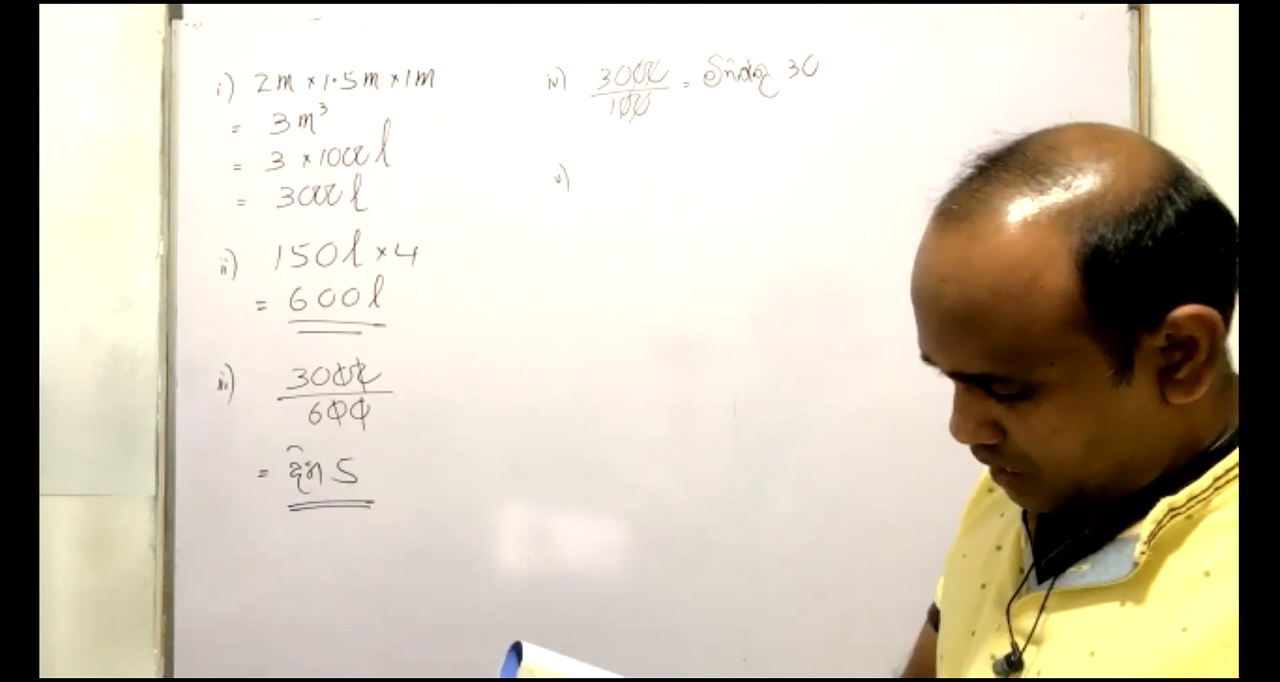 i) 2m × 1.5m × 1m
= 3m³
= 3 × 1000 l
= 3000 l
ii) 150 l × 4
= 600 l
iii) 3000
600
= දින 5
iv) 3000
100
= මිනිත්තු 30
v)